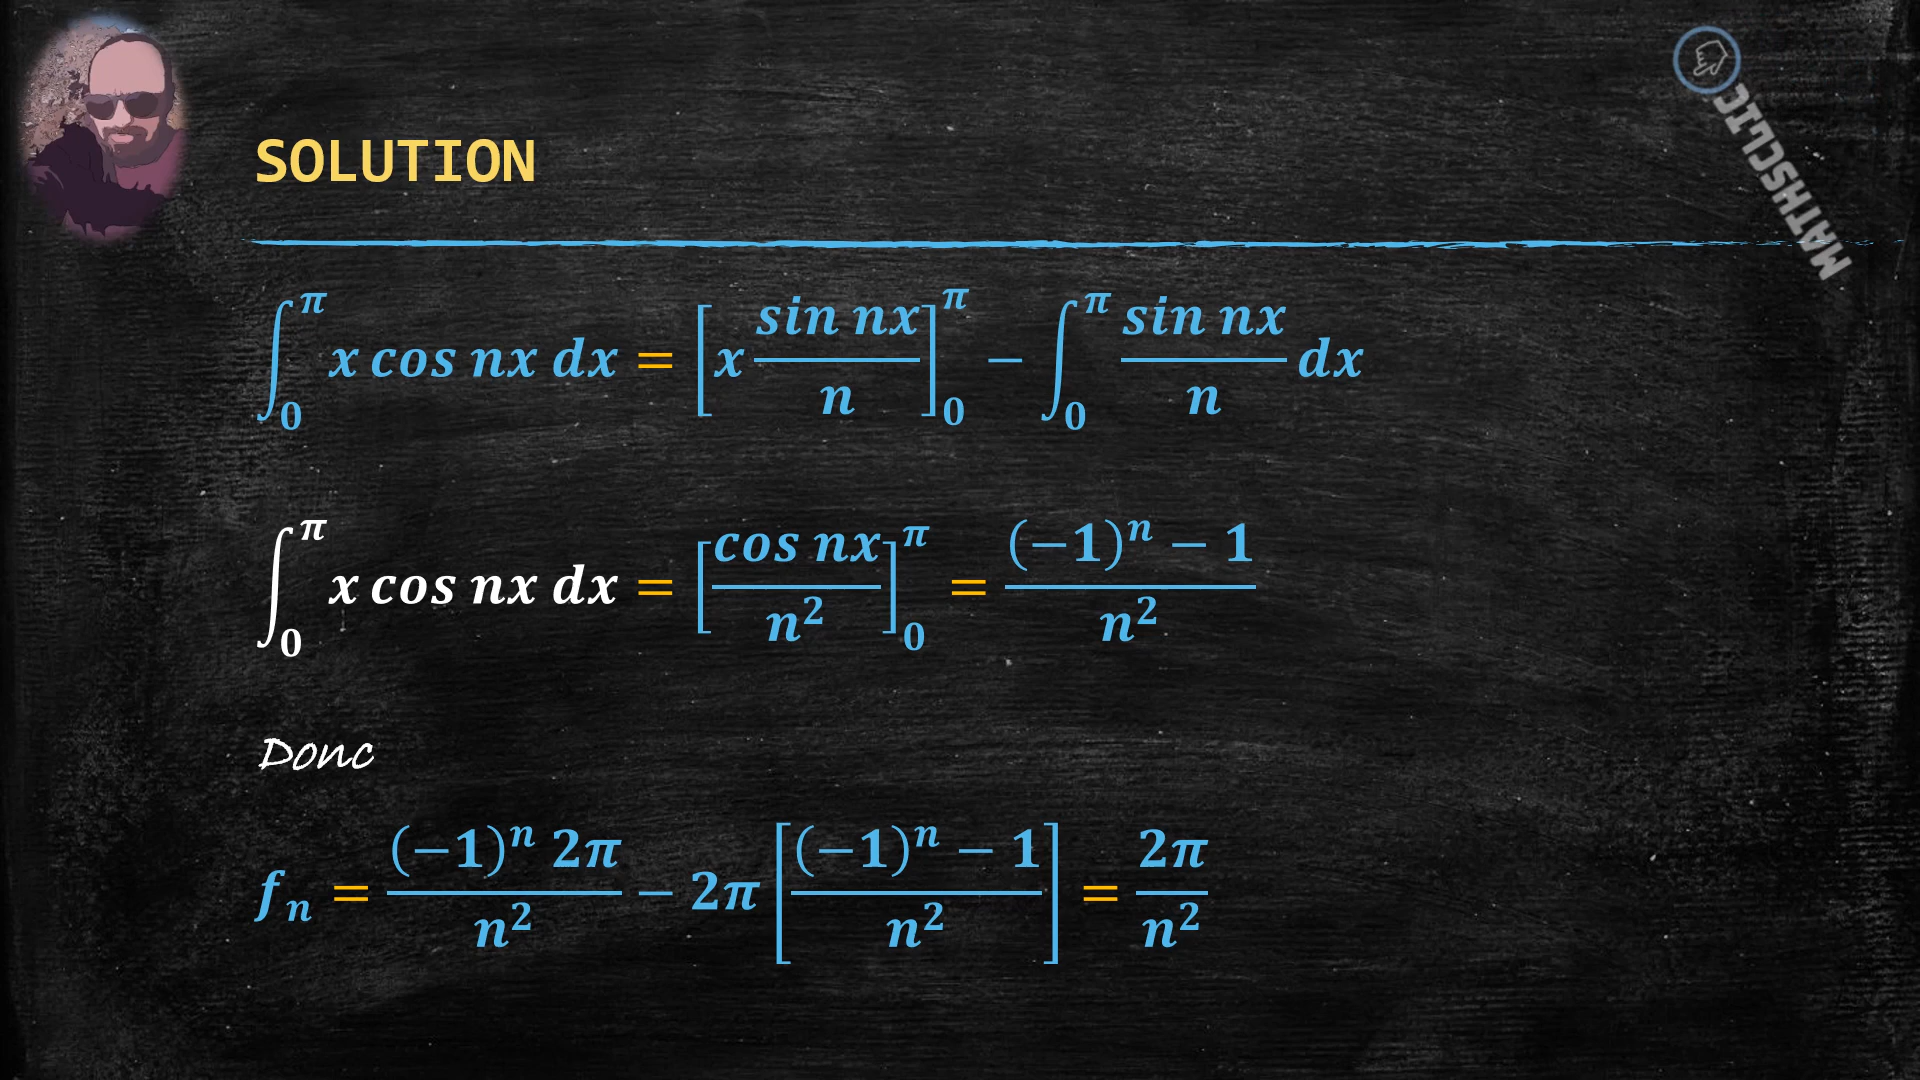 MATHSCLIC
SOLUTION
∫₀^π x cos nx dx = [x sin nx / n]₀^π − ∫₀^π sin nx / n dx
∫₀^π x cos nx dx = [cos nx / n²]₀^π = ((−1)ⁿ − 1) / n²
Donc
fₙ = (−1)ⁿ 2π / n² − 2π [((−1)ⁿ − 1) / n²] = 2π / n²